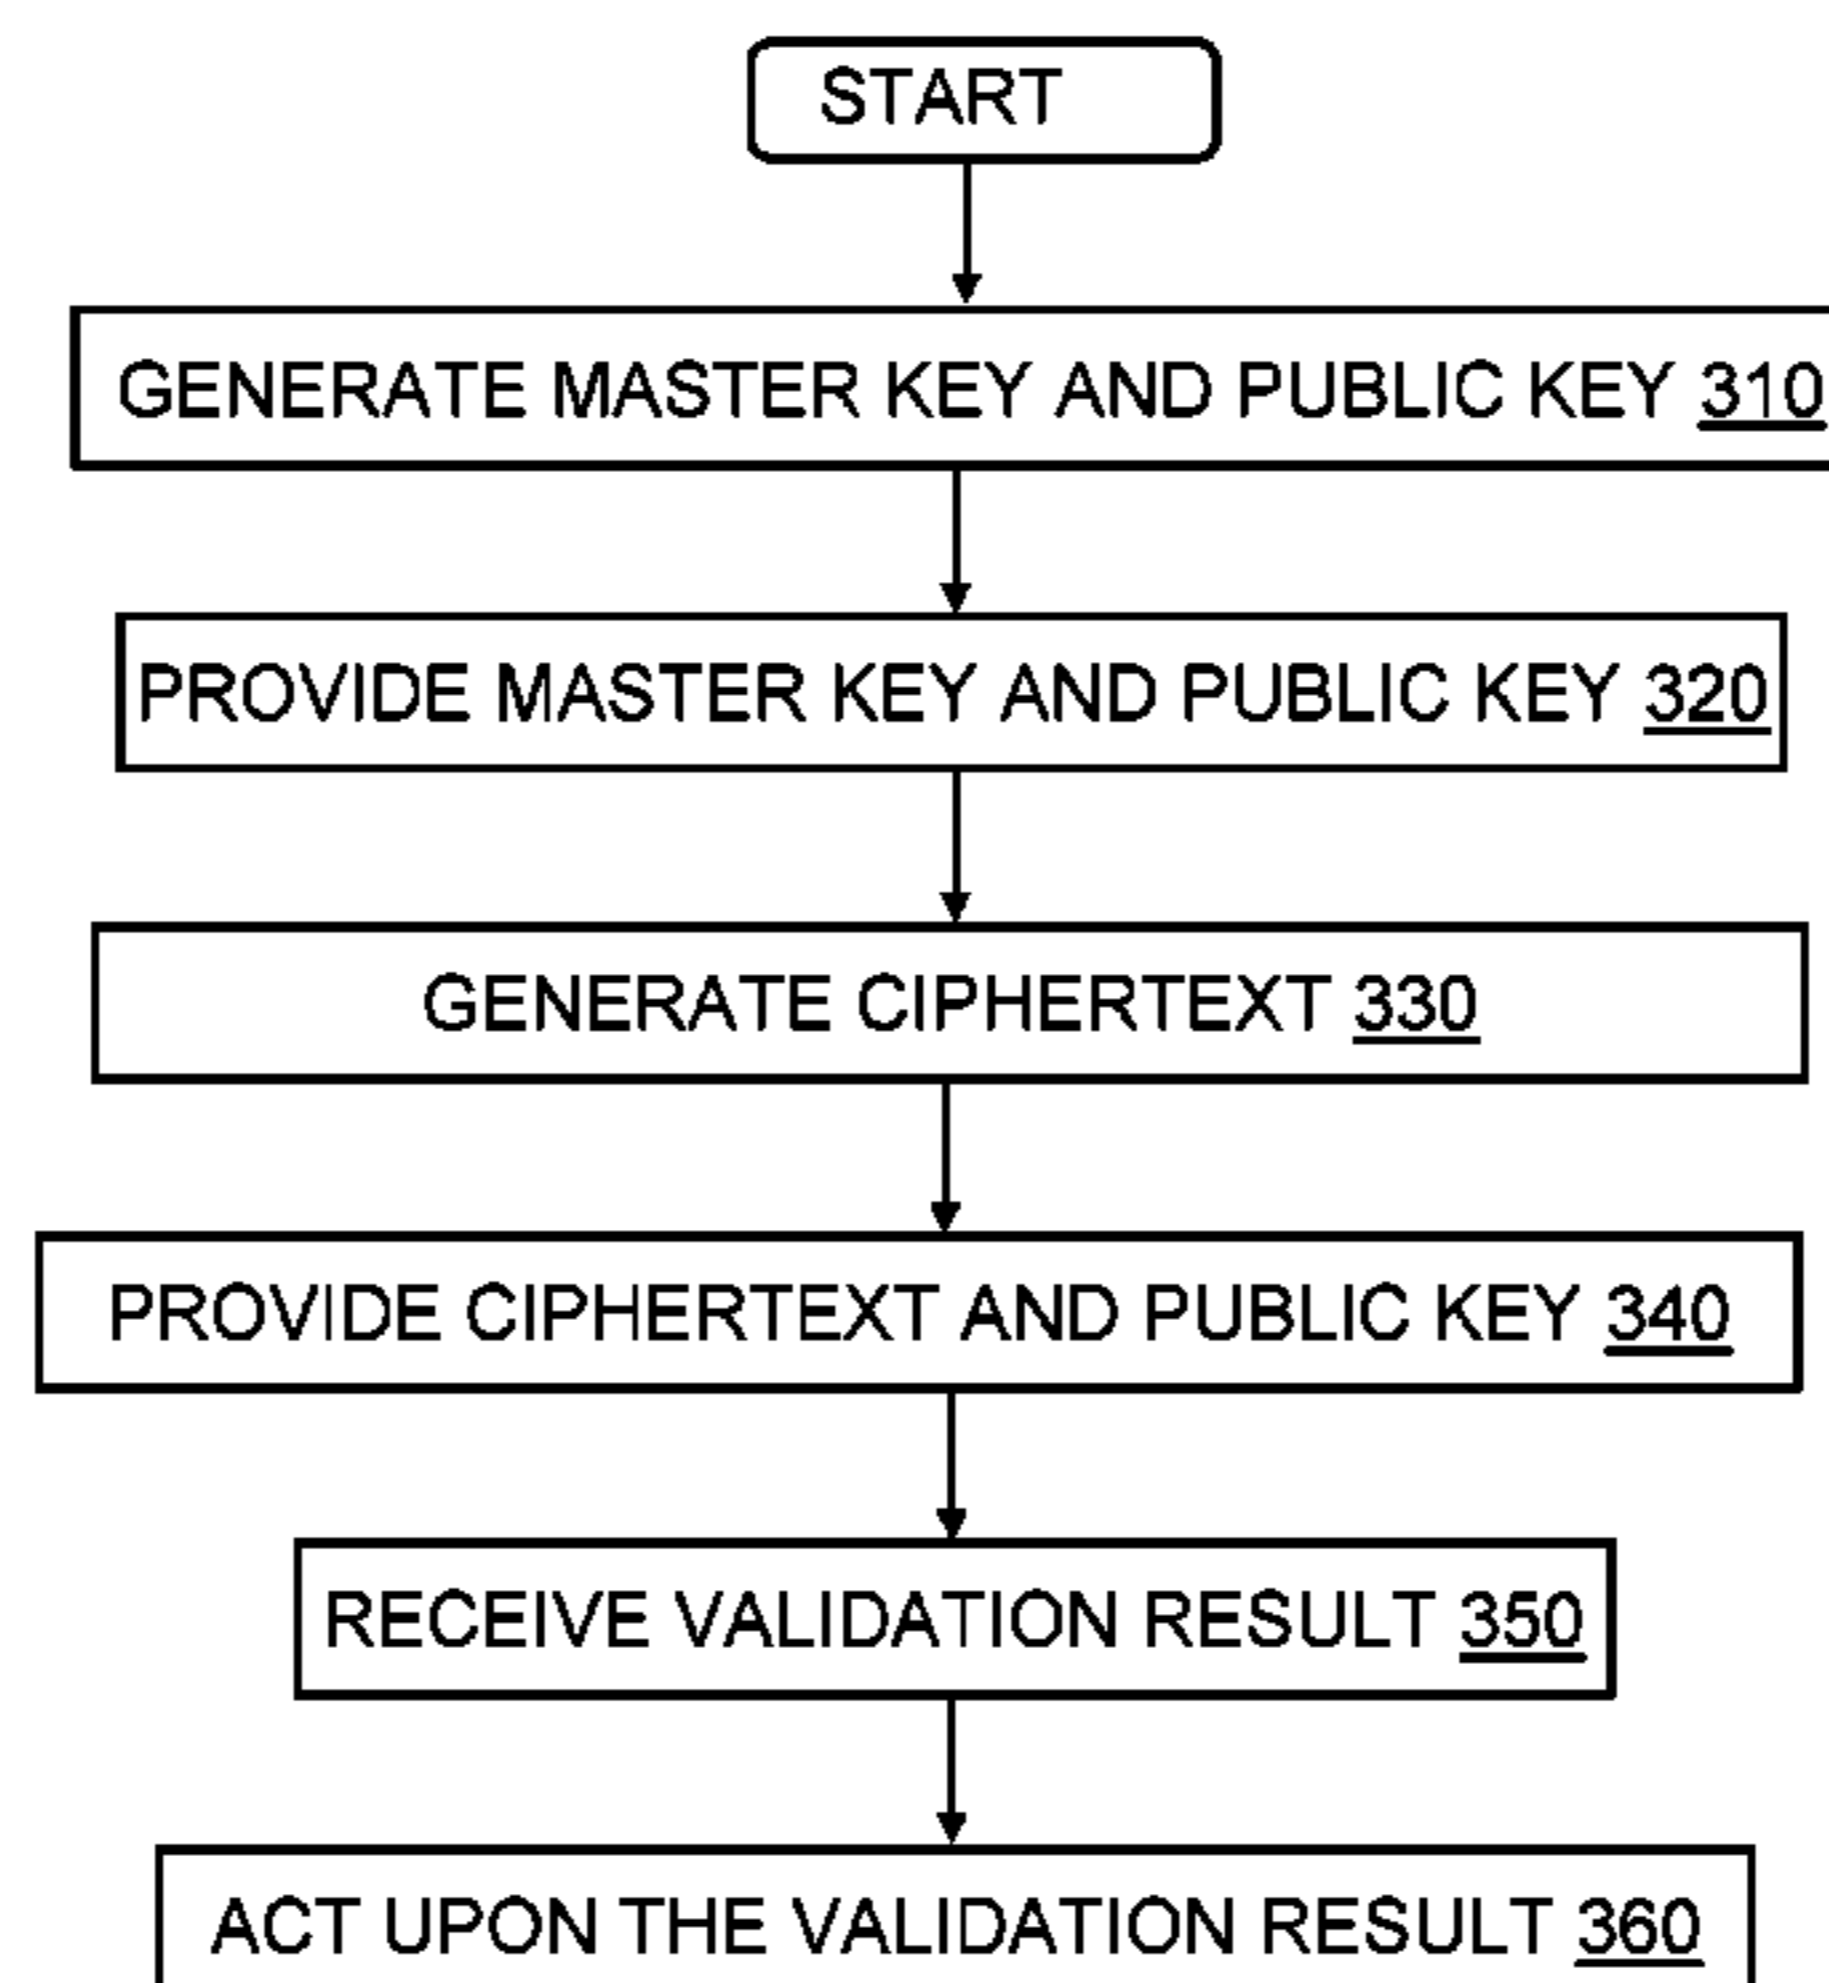 START
GENERATE MASTER KEY AND PUBLIC KEY 310
PROVIDE MASTER KEY AND PUBLIC KEY 320
GENERATE CIPHERTEXT 330
PROVIDE CIPHERTEXT AND PUBLIC KEY 340
RECEIVE VALIDATION RESULT 350
ACT UPON THE VALIDATION RESULT 360